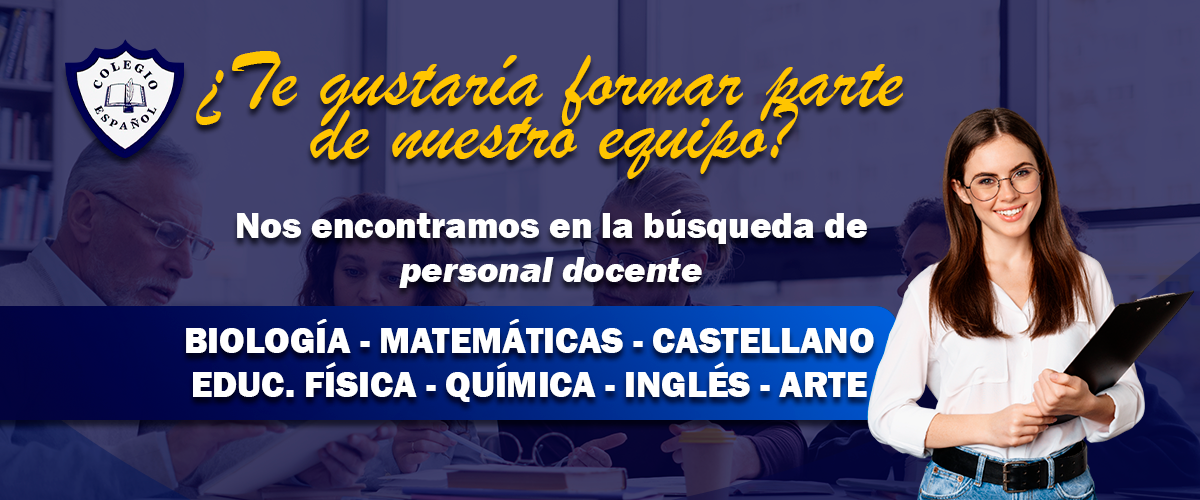 COLEGIO
ESPAÑOL
¿Te gustaría formar parte
de nuestro equipo?
Nos encontramos en la búsqueda de
personal docente
BIOLOGÍA - MATEMÁTICAS - CASTELLANO
EDUC. FÍSICA - QUÍMICA - INGLÉS - ARTE